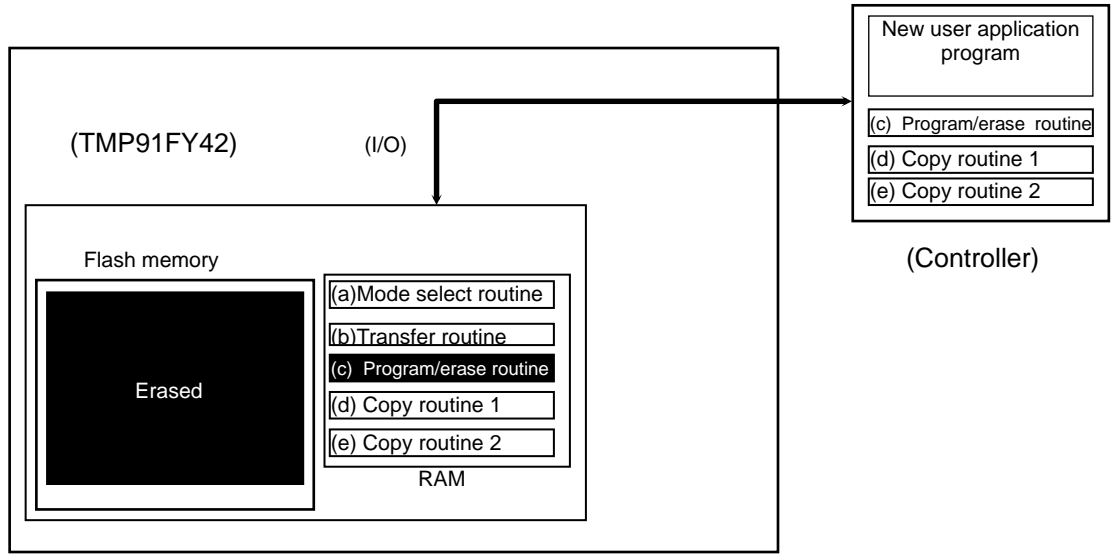 New user application
program
(TMP91FY42)
(I/O)
(c) Program/erase routine
(d) Copy routine 1
(e) Copy routine 2
(Controller)
Flash memory
Erased
(a)Mode select routine
(b)Transfer routine
(c) Program/erase routine
(d) Copy routine 1
(e) Copy routine 2
RAM